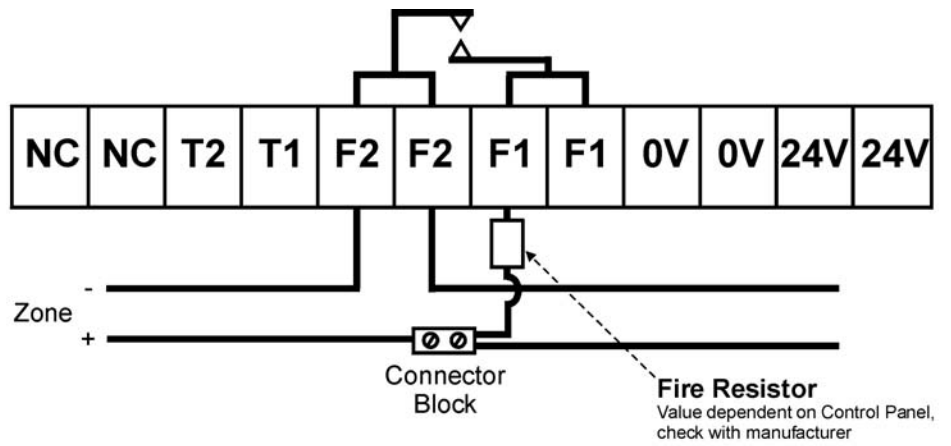 NC NC T2 T1 F2 F2 F1 F1 0V 0V 24V 24V
-
Zone
+
Connector
Block
Fire Resistor
Value dependent on Control Panel,
check with manufacturer